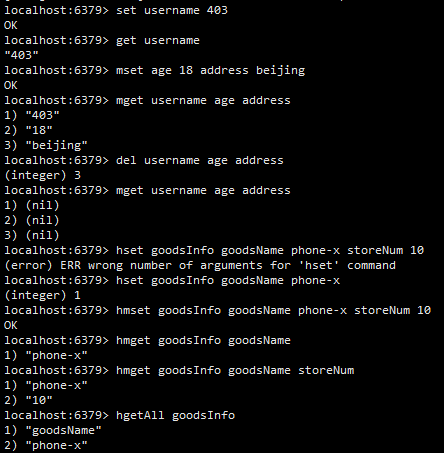 localhost:6379> set username 403
OK
localhost:6379> get username
"403"
localhost:6379> mset age 18 address beijing
OK
localhost:6379> mget username age address
1) "403"
2) "18"
3) "beijing"
localhost:6379> del username age address
(integer) 3
localhost:6379> mget username age address
1) (nil)
2) (nil)
3) (nil)
localhost:6379> hset goodsInfo goodsName phone-x storeNum 10
(error) ERR wrong number of arguments for 'hset' command
localhost:6379> hset goodsInfo goodsName phone-x
(integer) 1
localhost:6379> hmset goodsInfo goodsName phone-x storeNum 10
OK
localhost:6379> hmget goodsInfo goodsName
1) "phone-x"
localhost:6379> hmget goodsInfo goodsName storeNum
1) "phone-x"
2) "10"
localhost:6379> hgetAll goodsInfo
1) "goodsName"
2) "phone-x"